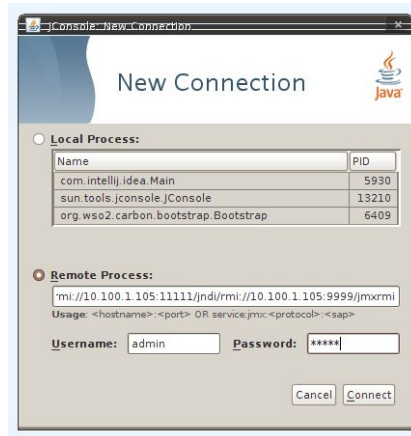 JConsole: New Connection
New Connection
Java
Local Process:
Name PID
com.intellij.idea.Main 5930
sun.tools.jconsole.JConsole 13210
org.wso2.carbon.bootstrap.Bootstrap 6409
Remote Process:
rmi://10.100.1.105:11111/jndi/rmi://10.100.1.105:9999/jmxrmi
Usage: <hostname>:<port> OR service:jmx:<protocol>:<sap>
Username: admin Password: *****
Cancel Connect